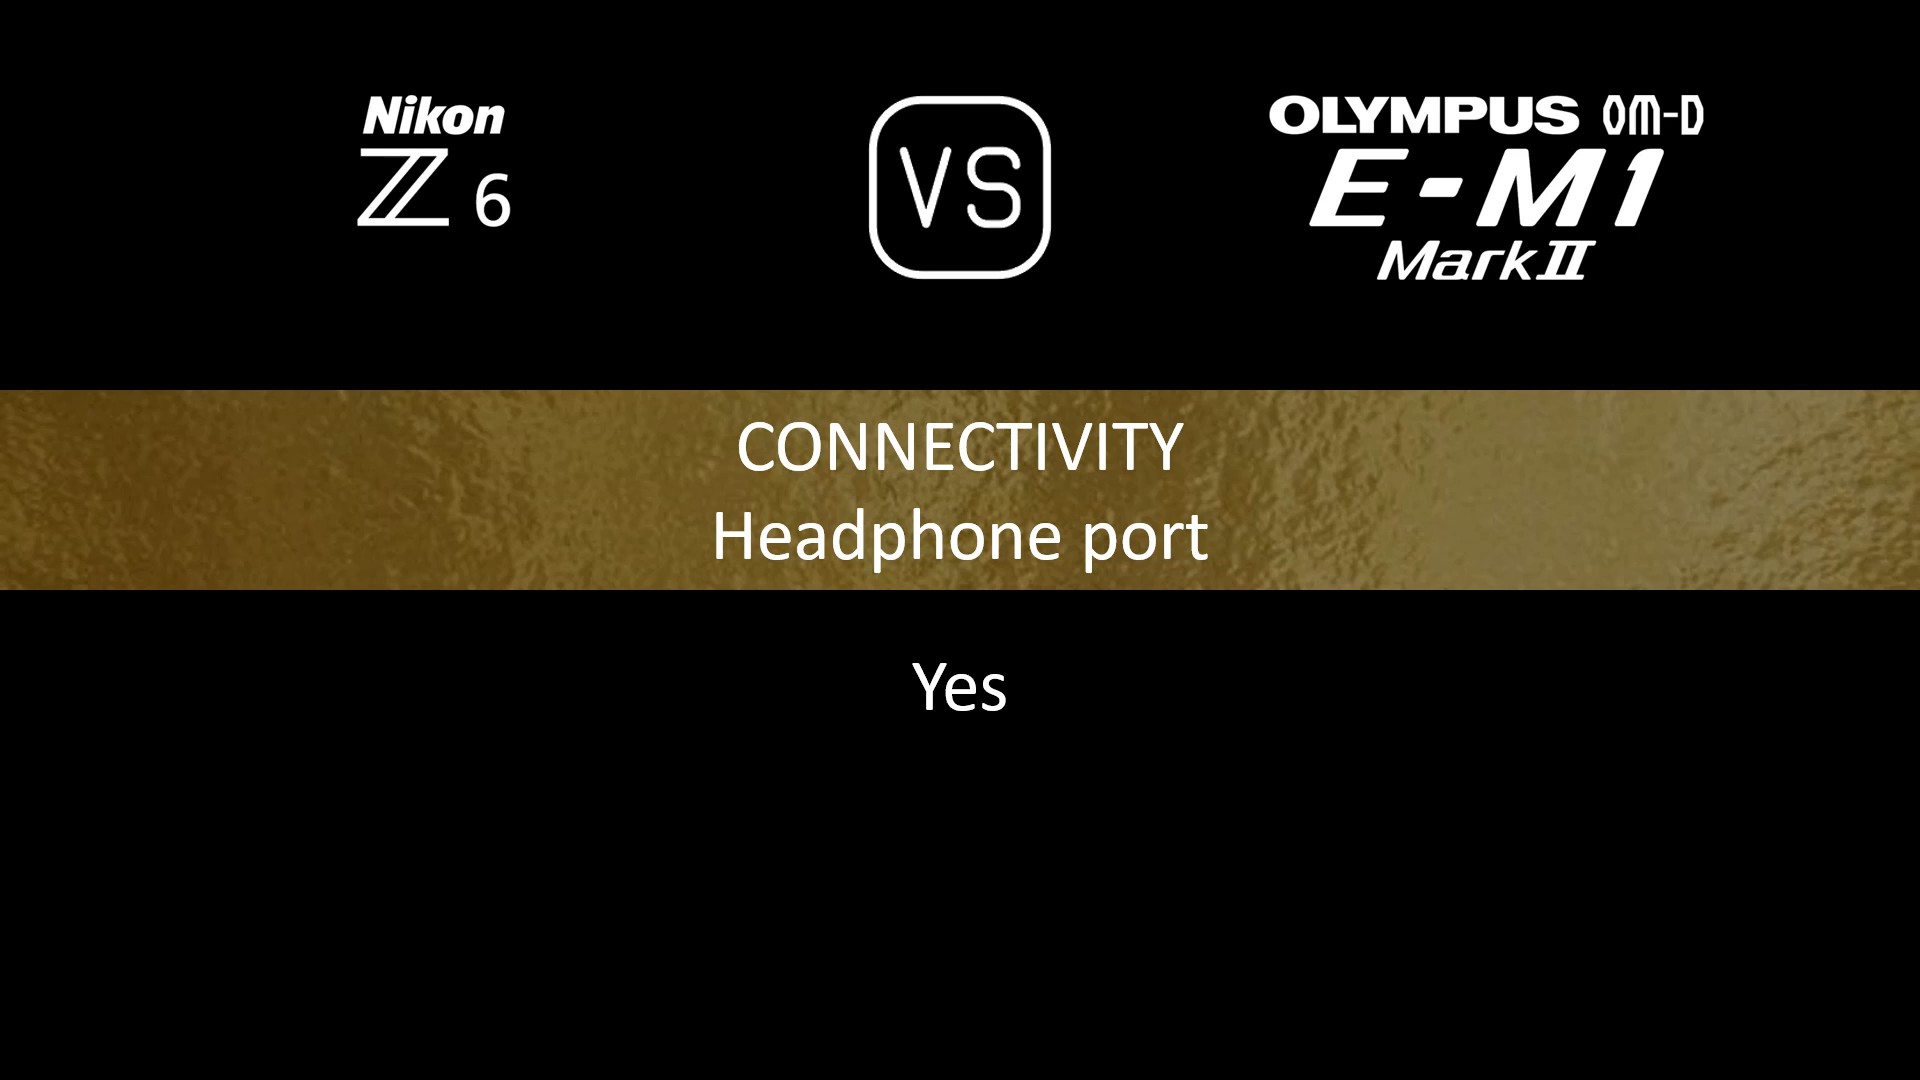 Nikon
Z 6
VS
OLYMPUS OM-D
E-M1
Mark II
CONNECTIVITY
Headphone port
Yes